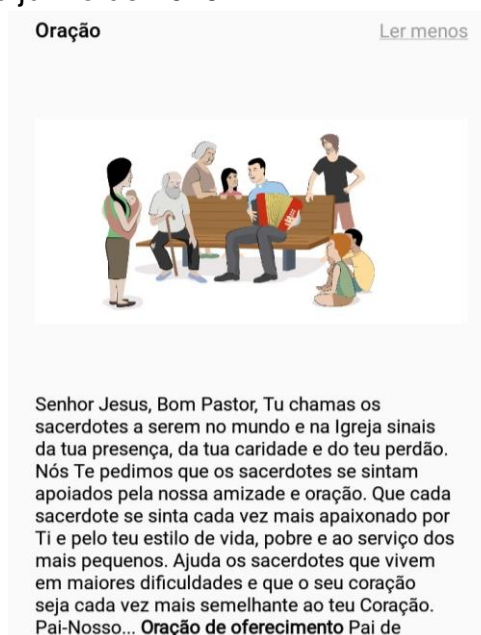 Oração
Ler menos
Senhor Jesus, Bom Pastor, Tu chamas os
sacerdotes a serem no mundo e na Igreja sinais
da tua presença, da tua caridade e do teu perdão.
Nós Te pedimos que os sacerdotes se sintam
apoiados pela nossa amizade e oração. Que cada
sacerdote se sinta cada vez mais apaixonado por
Ti e pelo teu estilo de vida, pobre e ao serviço dos
mais pequenos. Ajuda os sacerdotes que vivem
em maiores dificuldades e que o seu coração
seja cada vez mais semelhante ao teu Coração.
Pai-Nosso... Oração de oferecimento Pai de